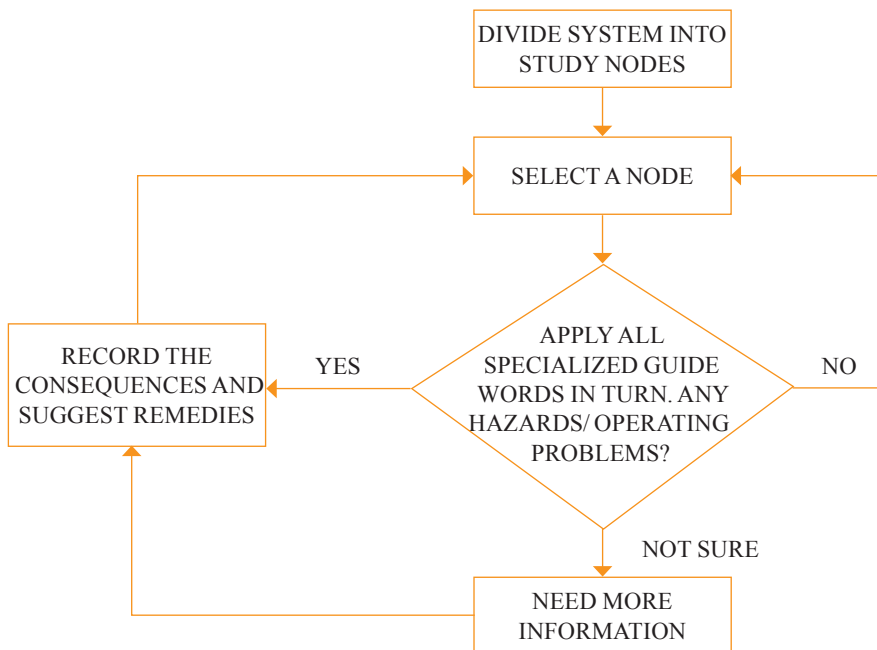 DIVIDE SYSTEM INTO
STUDY NODES
SELECT A NODE
APPLY ALL
SPECIALIZED GUIDE
WORDS IN TURN. ANY
HAZARDS/ OPERATING
PROBLEMS?
YES
NO
RECORD THE
CONSEQUENCES AND
SUGGEST REMEDIES
NOT SURE
NEED MORE
INFORMATION